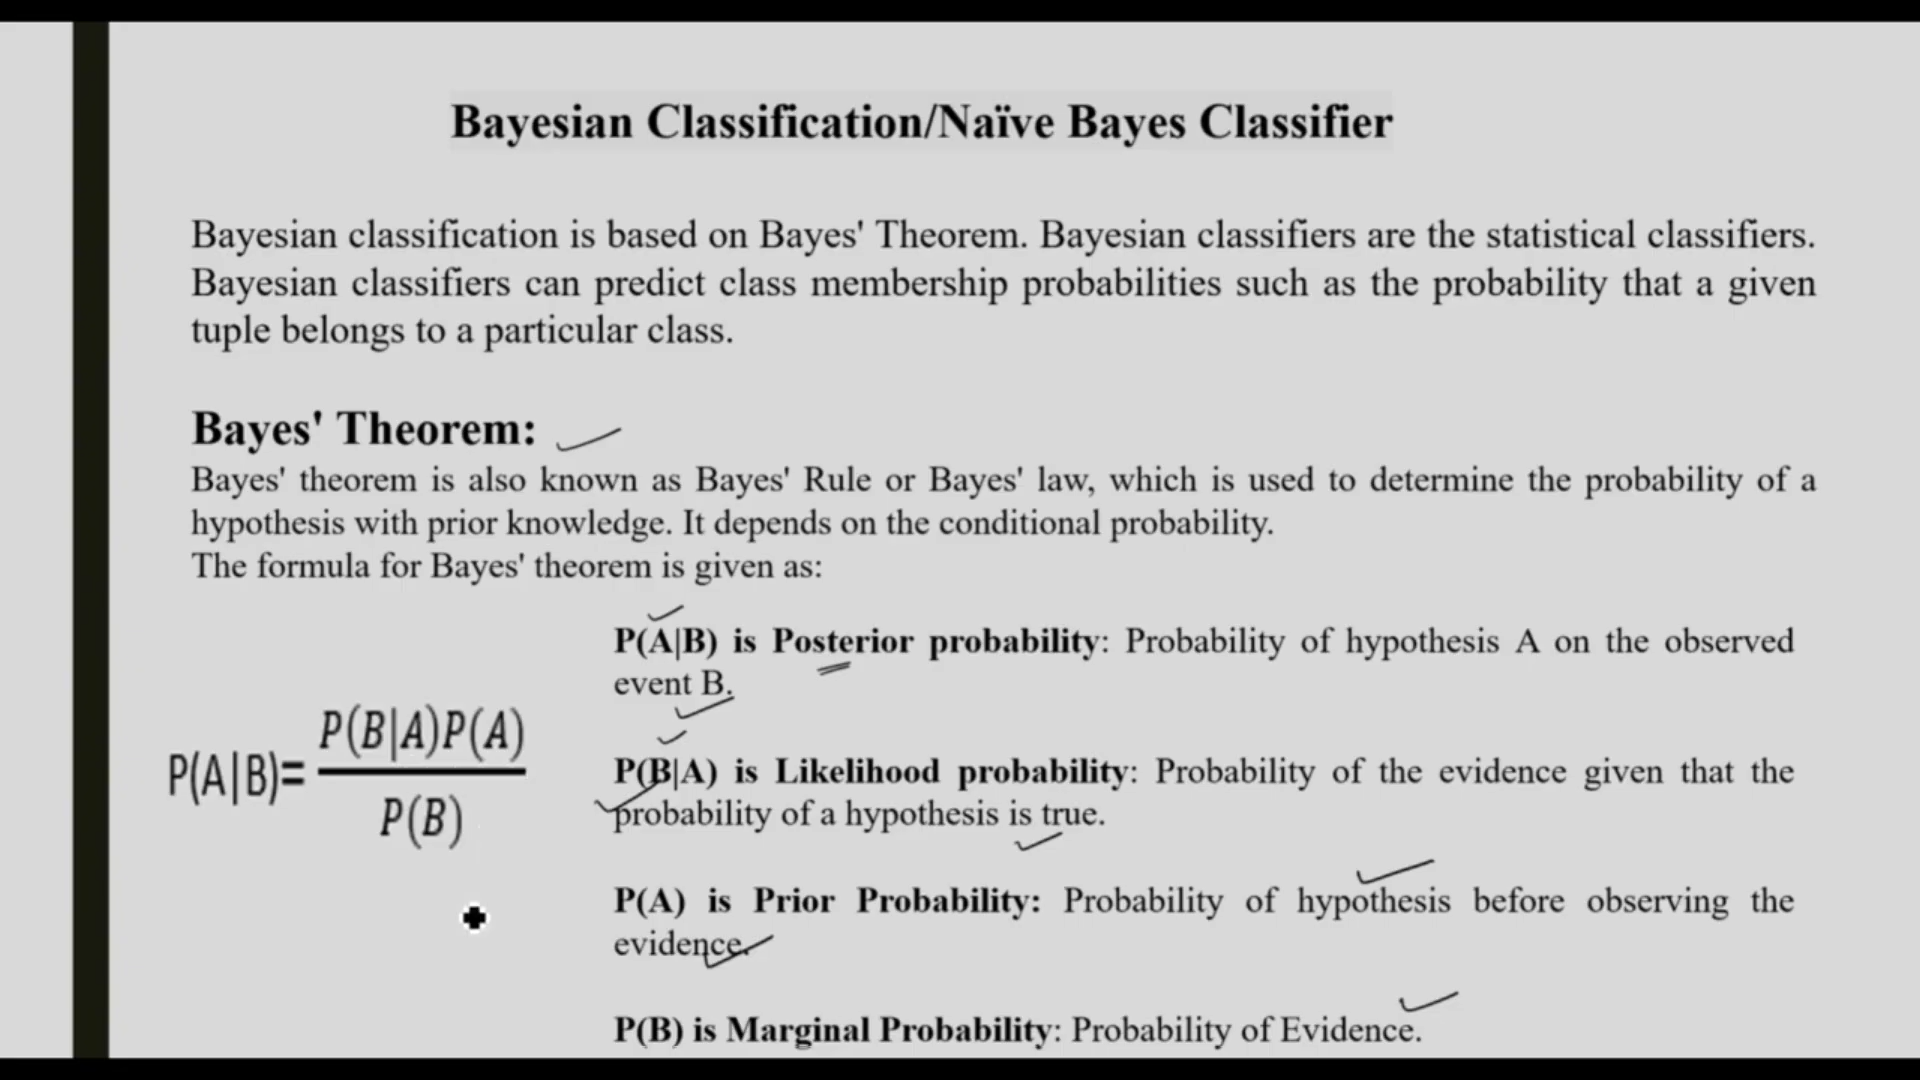 Bayesian Classification/Naïve Bayes Classifier
Bayesian classification is based on Bayes' Theorem. Bayesian classifiers are the statistical classifiers.
Bayesian classifiers can predict class membership probabilities such as the probability that a given
tuple belongs to a particular class.
Bayes' Theorem:
Bayes' theorem is also known as Bayes' Rule or Bayes' law, which is used to determine the probability of a
hypothesis with prior knowledge. It depends on the conditional probability.
The formula for Bayes' theorem is given as:
P(A|B)= P(B|A)P(A)
P(B)
P(A|B) is Posterior probability: Probability of hypothesis A on the observed
event B.
P(B|A) is Likelihood probability: Probability of the evidence given that the
probability of a hypothesis is true.
P(A) is Prior Probability: Probability of hypothesis before observing the
evidence.
P(B) is Marginal Probability: Probability of Evidence.